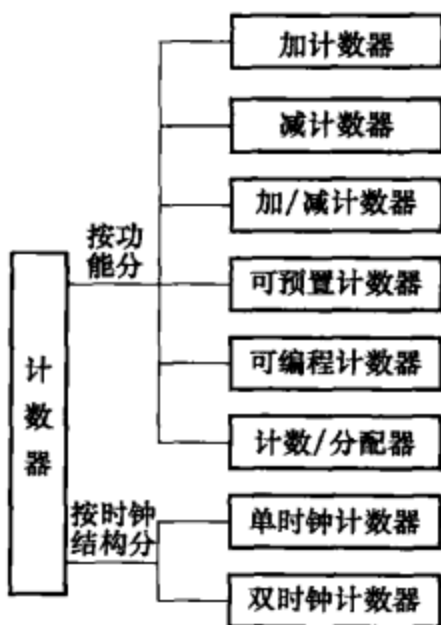 计数器
按功
能分
加计数器
减计数器
加/减计数器
可预置计数器
可编程计数器
计数/分配器
按时钟
结构分
单时钟计数器
双时钟计数器